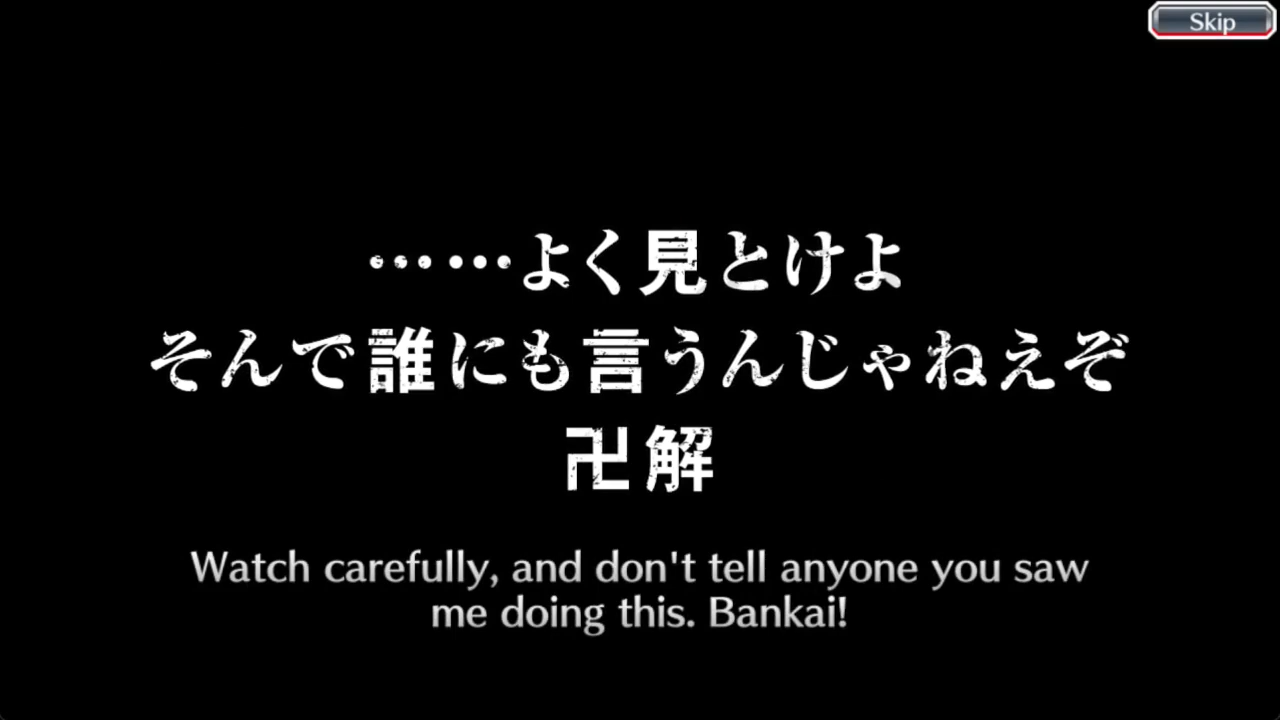 Skip
……よく見とけよ
そんで誰にも言うんじゃねえぞ
卍解
Watch carefully, and don't tell anyone you saw
me doing this. Bankai!